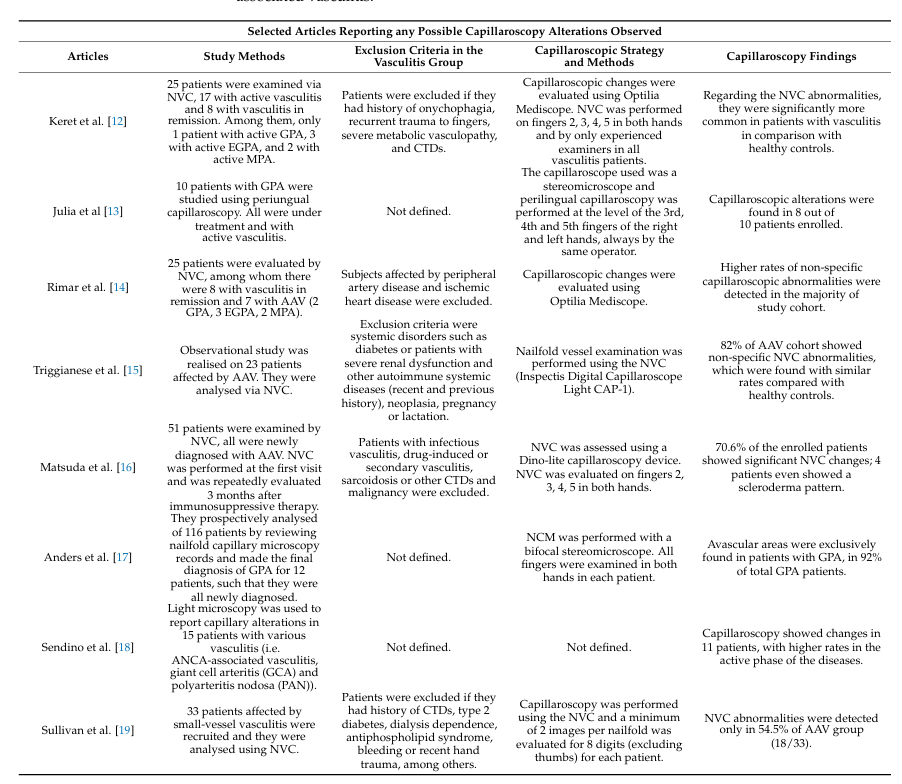 associated vasculitis.
Selected Articles Reporting any Possible Capillaroscopy Alterations Observed
Articles
Study Methods
Exclusion Criteria in the
Vasculitis Group
Capillaroscopic Strategy
and Methods
Capillaroscopy Findings
Keret et al. [12]
25 patients were examined via
NVC, 17 with active vasculitis
and 8 with vasculitis in
remission. Among them, only
1 patient with active GPA, 3
with active EGPA, and 2 with
active MPA.
Patients were excluded if they
had history of onychophagia,
recurrent trauma to fingers,
severe metabolic vasculopathy,
and CTDs.
Capillaroscopic changes were
evaluated using Optilia
Mediscope. NVC was performed
on fingers 2, 3, 4, 5 in both hands
and by only experienced
examiners in all
vasculitis patients.
Regarding the NVC abnormalities,
they were significantly more
common in patients with vasculitis
in comparison with
healthy controls.
Julia et al [13]
10 patients with GPA were
studied using periungual
capillaroscopy. All were under
treatment and with
active vasculitis.
Not defined.
The capillaroscope used was a
stereomicroscope and
perilingual capillaroscopy was
performed at the level of the 3rd,
4th and 5th fingers of the right
and left hands, always by the
same operator.
Capillaroscopic alterations were
found in 8 out of
10 patients enrolled.
Rimar et al. [14]
25 patients were evaluated by
NVC, among whom there
were 8 with vasculitis in
remission and 7 with AAV (2
GPA, 3 EGPA, 2 MPA).
Subjects affected by peripheral
artery disease and ischemic
heart disease were excluded.
Capillaroscopic changes were
evaluated using
Optilia Mediscope.
Higher rates of non-specific
capillaroscopic abnormalities were
detected in the majority of
study cohort.
Triggianese et al. [15]
Observational study was
realised on 23 patients
affected by AAV. They were
analysed via NVC.
Exclusion criteria were
systemic disorders such as
diabetes or patients with
severe renal dysfunction and
other autoimmune systemic
diseases (recent and previous
history), neoplasia, pregnancy
or lactation.
Nailfold vessel examination was
performed using the NVC
(Inspectis Digital Capillaroscope
Light CAP-1).
82% of AAV cohort showed
non-specific NVC abnormalities,
which were found with similar
rates compared with
healthy controls.
Matsuda et al. [16]
51 patients were examined by
NVC, all were newly
diagnosed with AAV. NVC
was performed at the first visit
and was repeatedly evaluated
3 months after
immunosuppressive therapy.
Patients with infectious
vasculitis, drug-induced or
secondary vasculitis,
sarcoidosis or other CTDs and
malignancy were excluded.
NVC was assessed using a
Dino-lite capillaroscopy device.
NVC was evaluated on fingers 2,
3, 4, 5 in both hands.
70.6% of the enrolled patients
showed significant NVC changes; 4
patients even showed a
scleroderma pattern.
Anders et al. [17]
They prospectively analysed
of 116 patients by reviewing
nailfold capillary microscopy
records and made the final
diagnosis of GPA for 12
patients, such that they were
all newly diagnosed.
Not defined.
NCM was performed with a
bifocal stereomicroscope. All
fingers were examined in both
hands in each patient.
Avascular areas were exclusively
found in patients with GPA, in 92%
of total GPA patients.
Sendino et al. [18]
Light microscopy was used to
report capillary alterations in
15 patients with various
vasculitis (i.e.
ANCA-associated vasculitis,
giant cell arteritis (GCA) and
polyarteritis nodosa (PAN)).
Not defined.
Not defined.
Capillaroscopy showed changes in
11 patients, with higher rates in the
active phase of the diseases.
Sullivan et al. [19]
33 patients affected by
small-vessel vasculitis were
recruited and they were
analysed using NVC.
Patients were excluded if they
had history of CTDs, type 2
diabetes, dialysis dependence,
antiphospholipid syndrome,
bleeding or recent hand
trauma, among others.
Capillaroscopy was performed
using the NVC and a minimum
of 2 images per nailfold was
evaluated for 8 digits (excluding
thumbs) for each patient.
NVC abnormalities were detected
only in 54.5% of AAV group
(18/33).